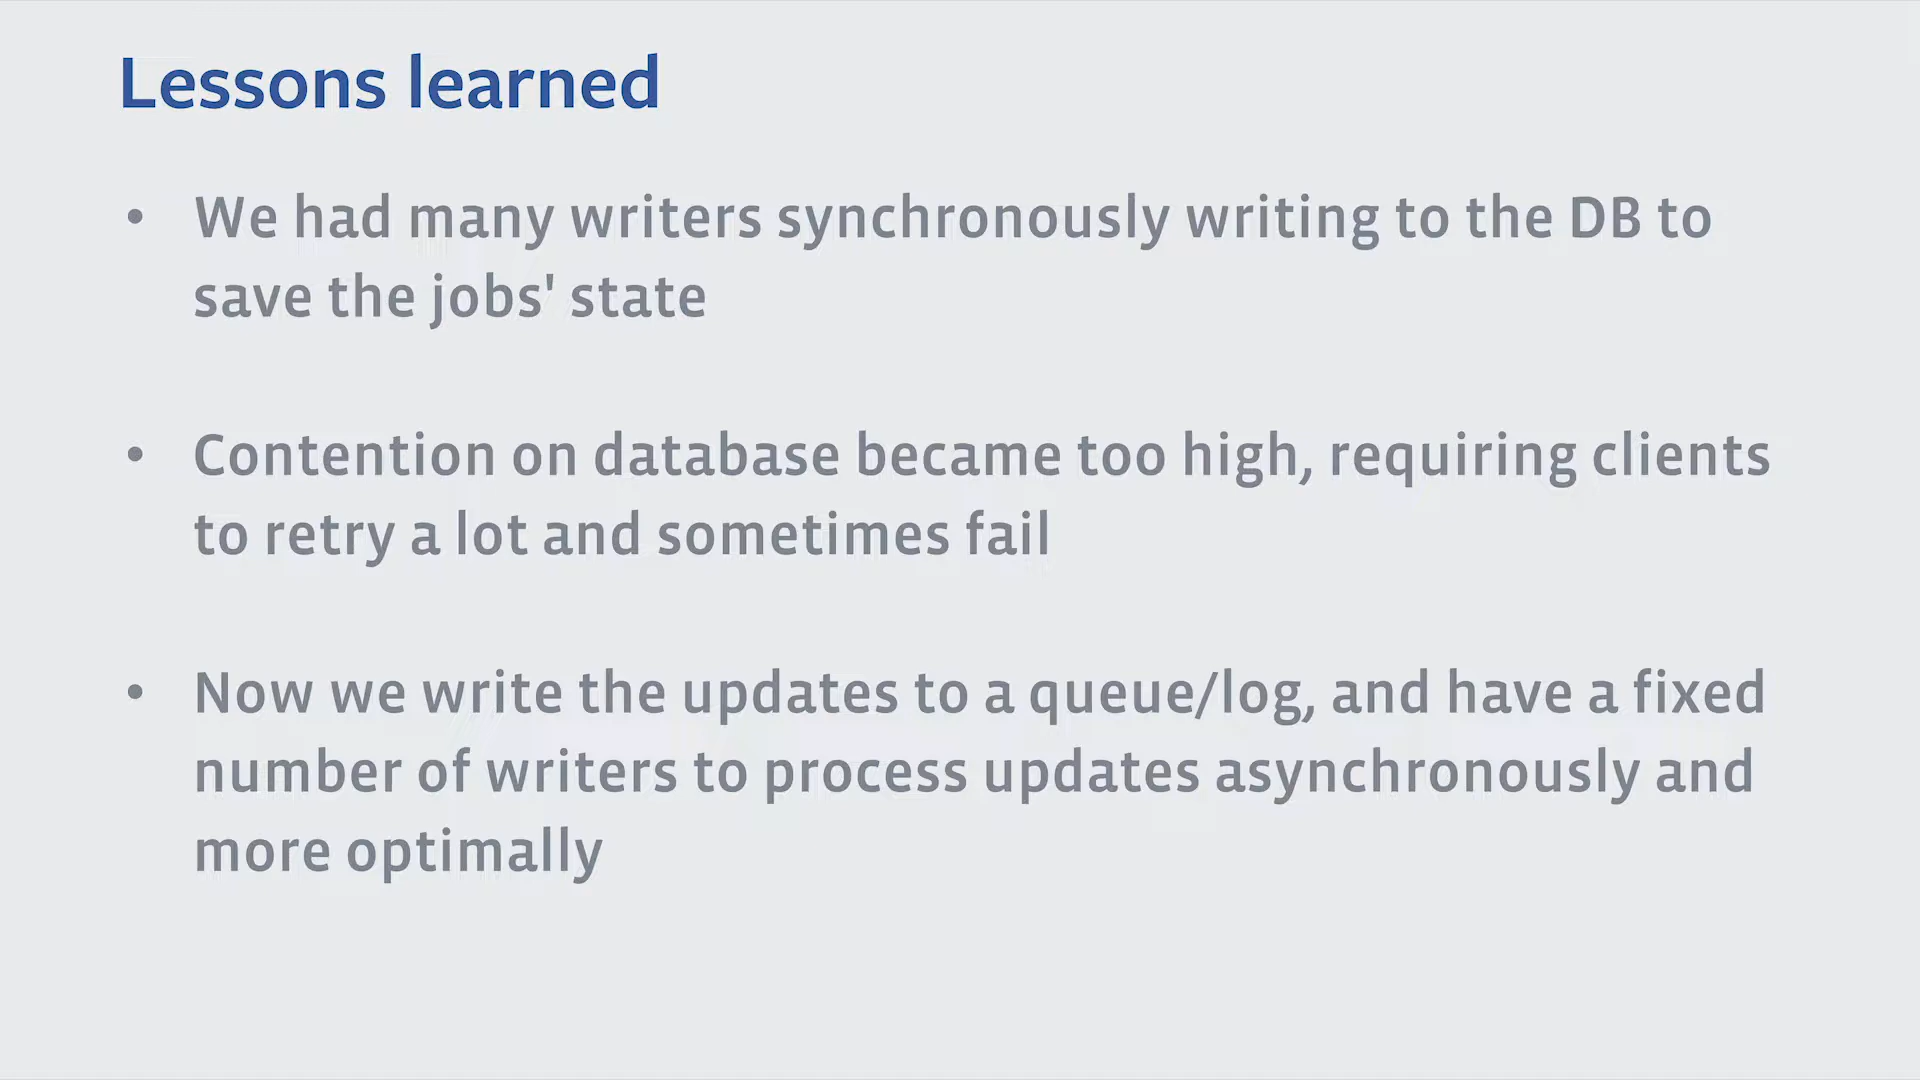 Lessons learned
• We had many writers synchronously writing to the DB to
save the jobs' state
• Contention on database became too high, requiring clients
to retry a lot and sometimes fail
• Now we write the updates to a queue/log, and have a fixed
number of writers to process updates asynchronously and
more optimally